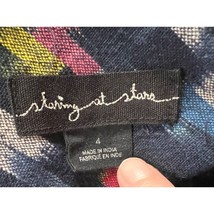 staring at stars
4
MADE IN INDIA
FABRIQUÉ EN INDE